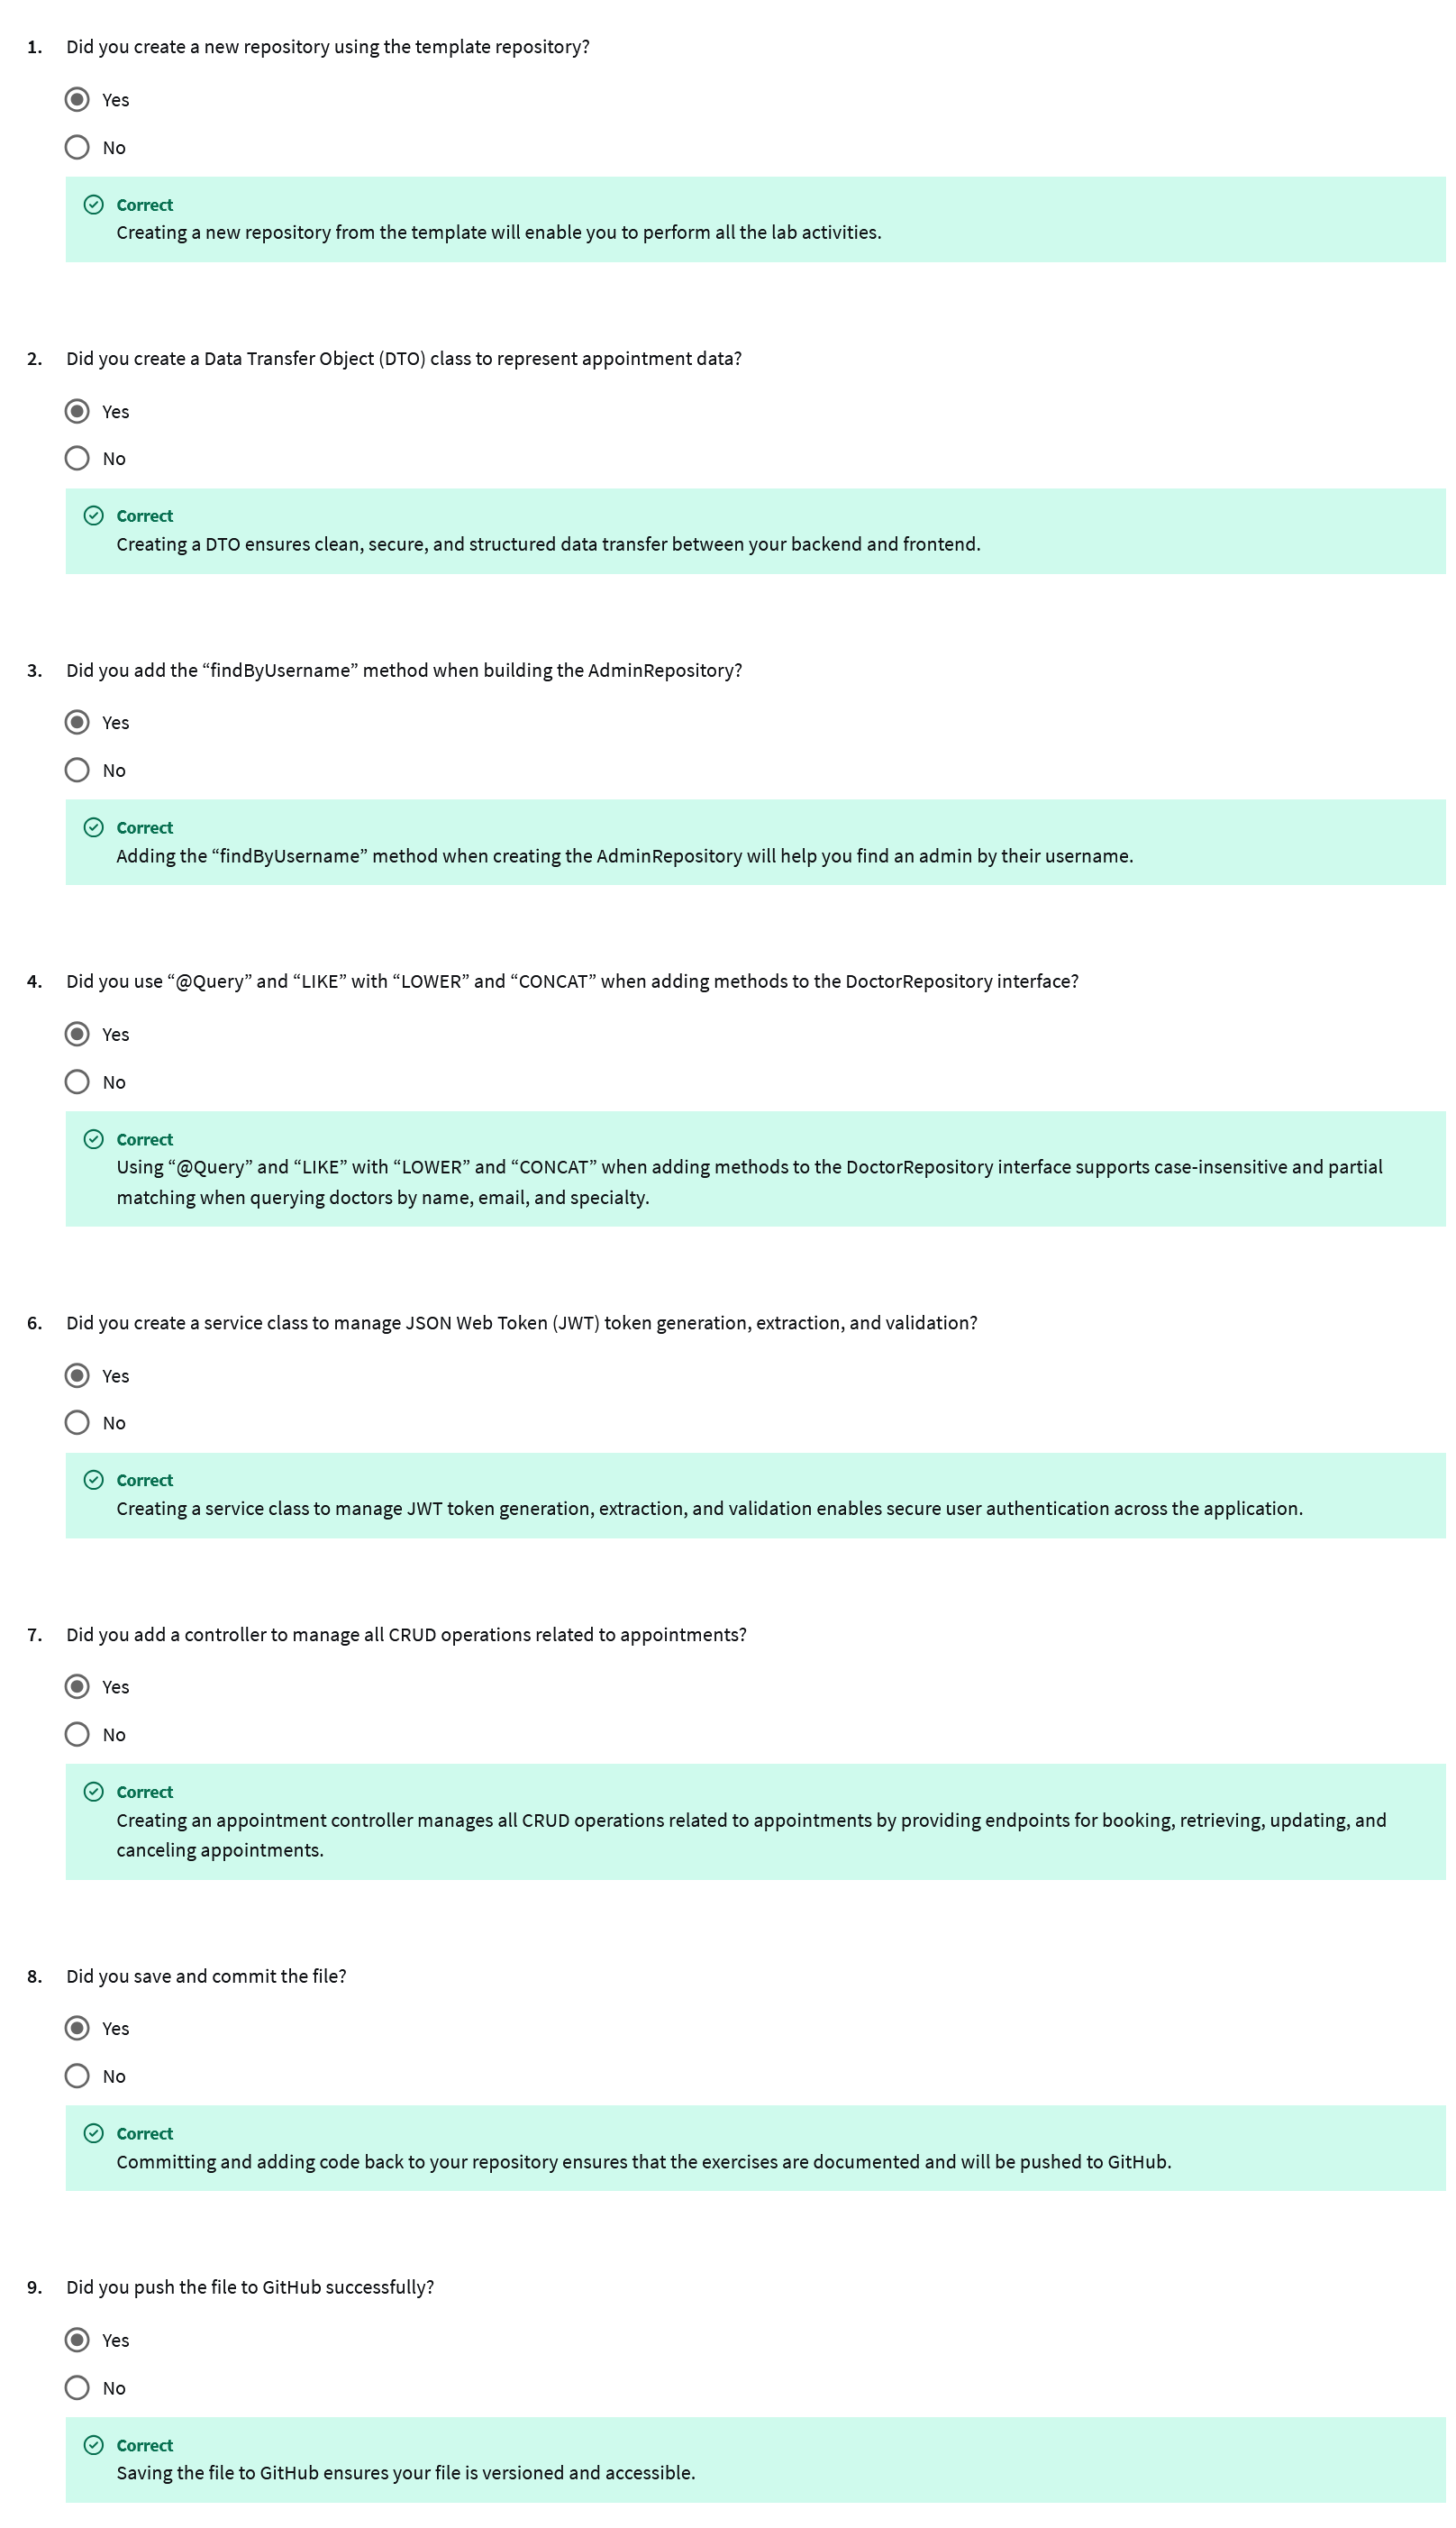 1. Did you create a new repository using the template repository?
Yes
No
Correct
Creating a new repository from the template will enable you to perform all the lab activities.
2. Did you create a Data Transfer Object (DTO) class to represent appointment data?
Yes
No
Correct
Creating a DTO ensures clean, secure, and structured data transfer between your backend and frontend.
3. Did you add the “findByUsername” method when building the AdminRepository?
Yes
No
Correct
Adding the “findByUsername” method when creating the AdminRepository will help you find an admin by their username.
4. Did you use “@Query” and “LIKE” with “LOWER” and “CONCAT” when adding methods to the DoctorRepository interface?
Yes
No
Correct
Using “@Query” and “LIKE” with “LOWER” and “CONCAT” when adding methods to the DoctorRepository interface supports case-insensitive and partial
matching when querying doctors by name, email, and specialty.
6. Did you create a service class to manage JSON Web Token (JWT) token generation, extraction, and validation?
Yes
No
Correct
Creating a service class to manage JWT token generation, extraction, and validation enables secure user authentication across the application.
7. Did you add a controller to manage all CRUD operations related to appointments?
Yes
No
Correct
Creating an appointment controller manages all CRUD operations related to appointments by providing endpoints for booking, retrieving, updating, and
canceling appointments.
8. Did you save and commit the file?
Yes
No
Correct
Committing and adding code back to your repository ensures that the exercises are documented and will be pushed to GitHub.
9. Did you push the file to GitHub successfully?
Yes
No
Correct
Saving the file to GitHub ensures your file is versioned and accessible.